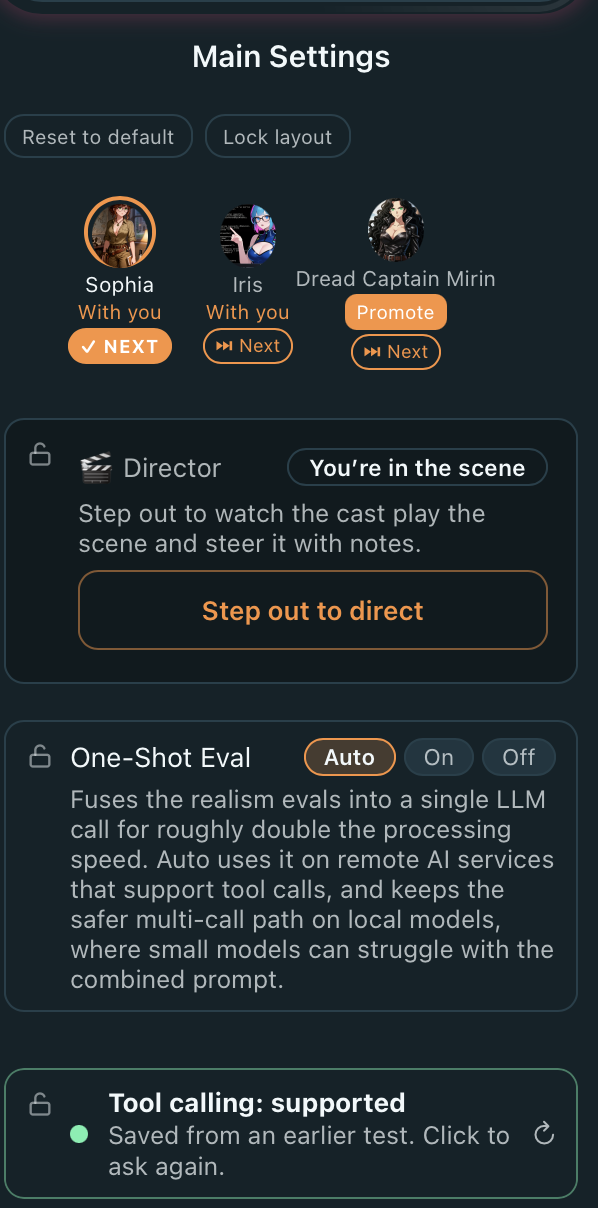 Main Settings
Reset to default
Lock layout
Sophia
With you
✓ NEXT
Iris
With you
⏭ Next
Dread Captain Mirin
Promote
⏭ Next
Director
You’re in the scene
Step out to watch the cast play the
scene and steer it with notes.
Step out to direct
One-Shot Eval
Auto
On
Off
Fuses the realism evals into a single LLM
call for roughly double the processing
speed. Auto uses it on remote AI services
that support tool calls, and keeps the
safer multi-call path on local models,
where small models can struggle with the
combined prompt.
Tool calling: supported
Saved from an earlier test. Click to
ask again.